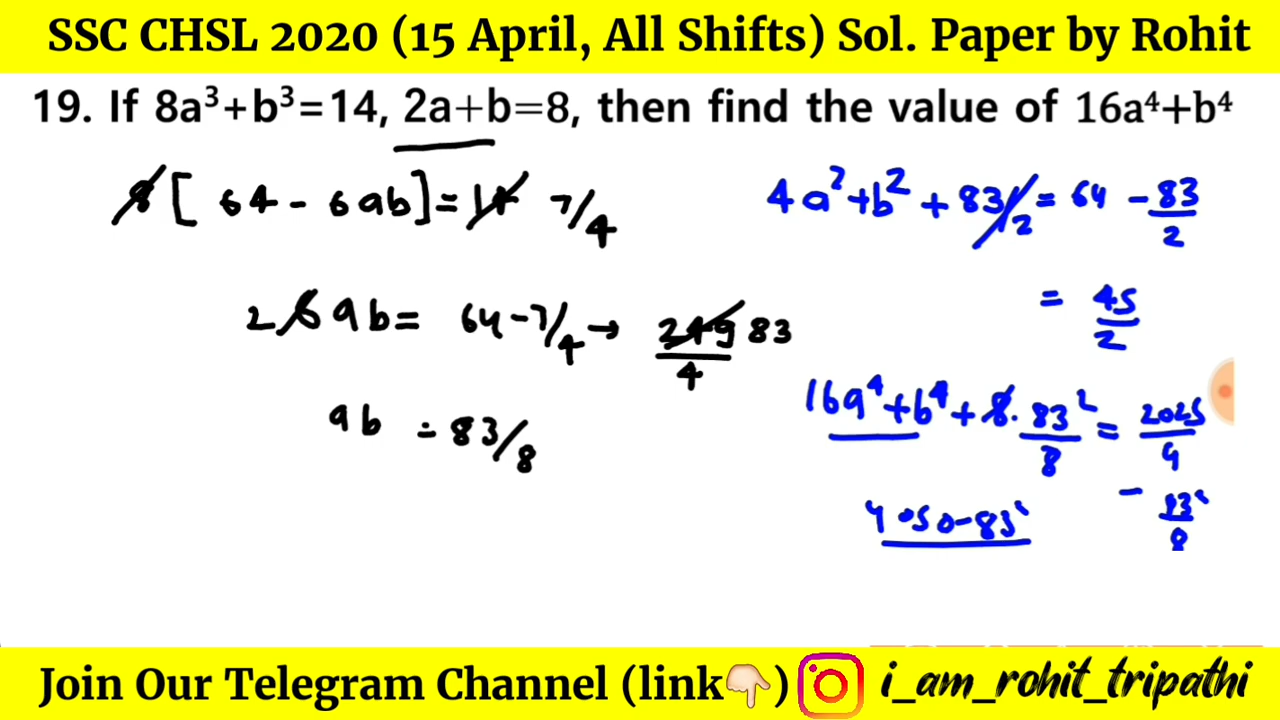 SSC CHSL 2020 (15 April, All Shifts) Sol. Paper by Rohit
19. If 8a³+b³=14, 2a+b=8, then find the value of 16a⁴+b⁴
8[64-6ab]=14 7/4
2 6ab= 64-7/4→ 249/4 83
ab = 83/8
4a²+b²+83/2=64-83/2
= 45/2
16a⁴+b⁴+8·83²/8=2025/4
- 83²/8
4050-83²
Join Our Telegram Channel (link👇🏻) i_am_rohit_tripathi